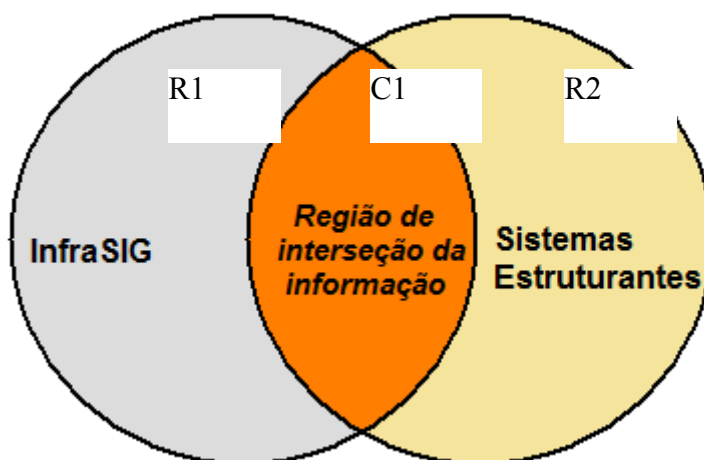 R1
C1
R2
InfraSIG
Região de
interseção da
informação
Sistemas
Estruturantes